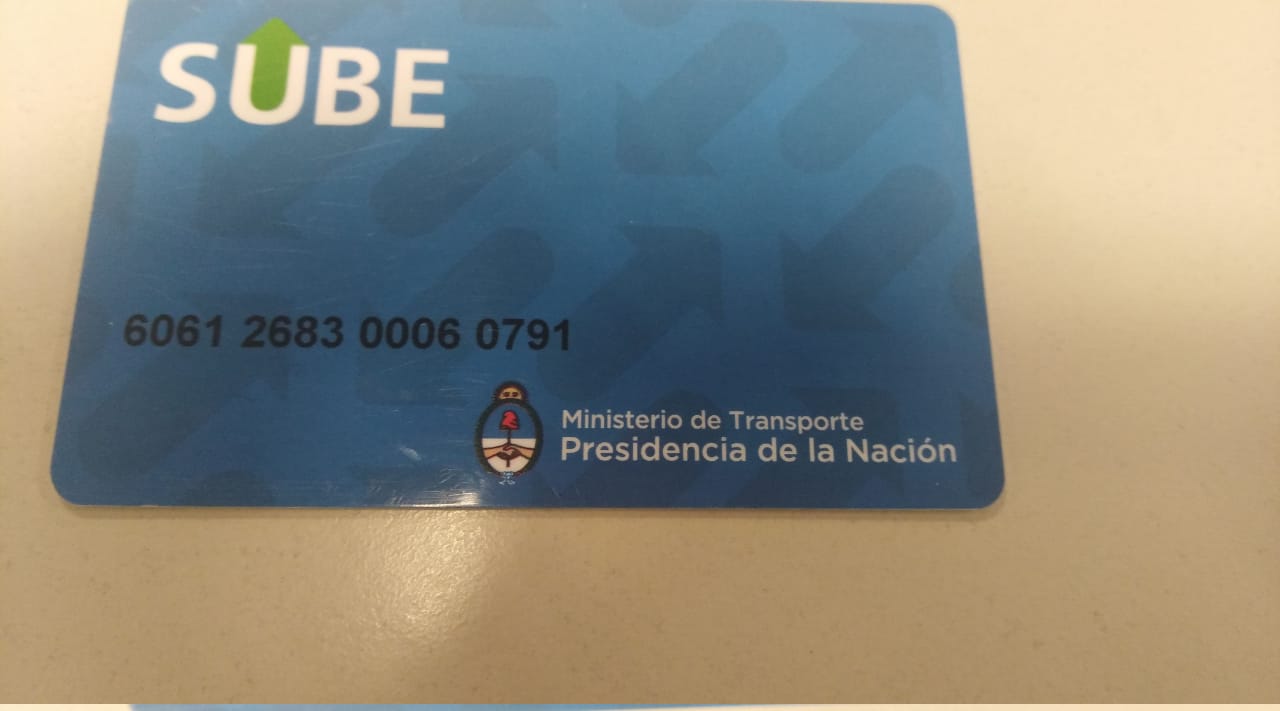 SUBE
6061 2683 0006 0791
Ministerio de Transporte
Presidencia de la Nación